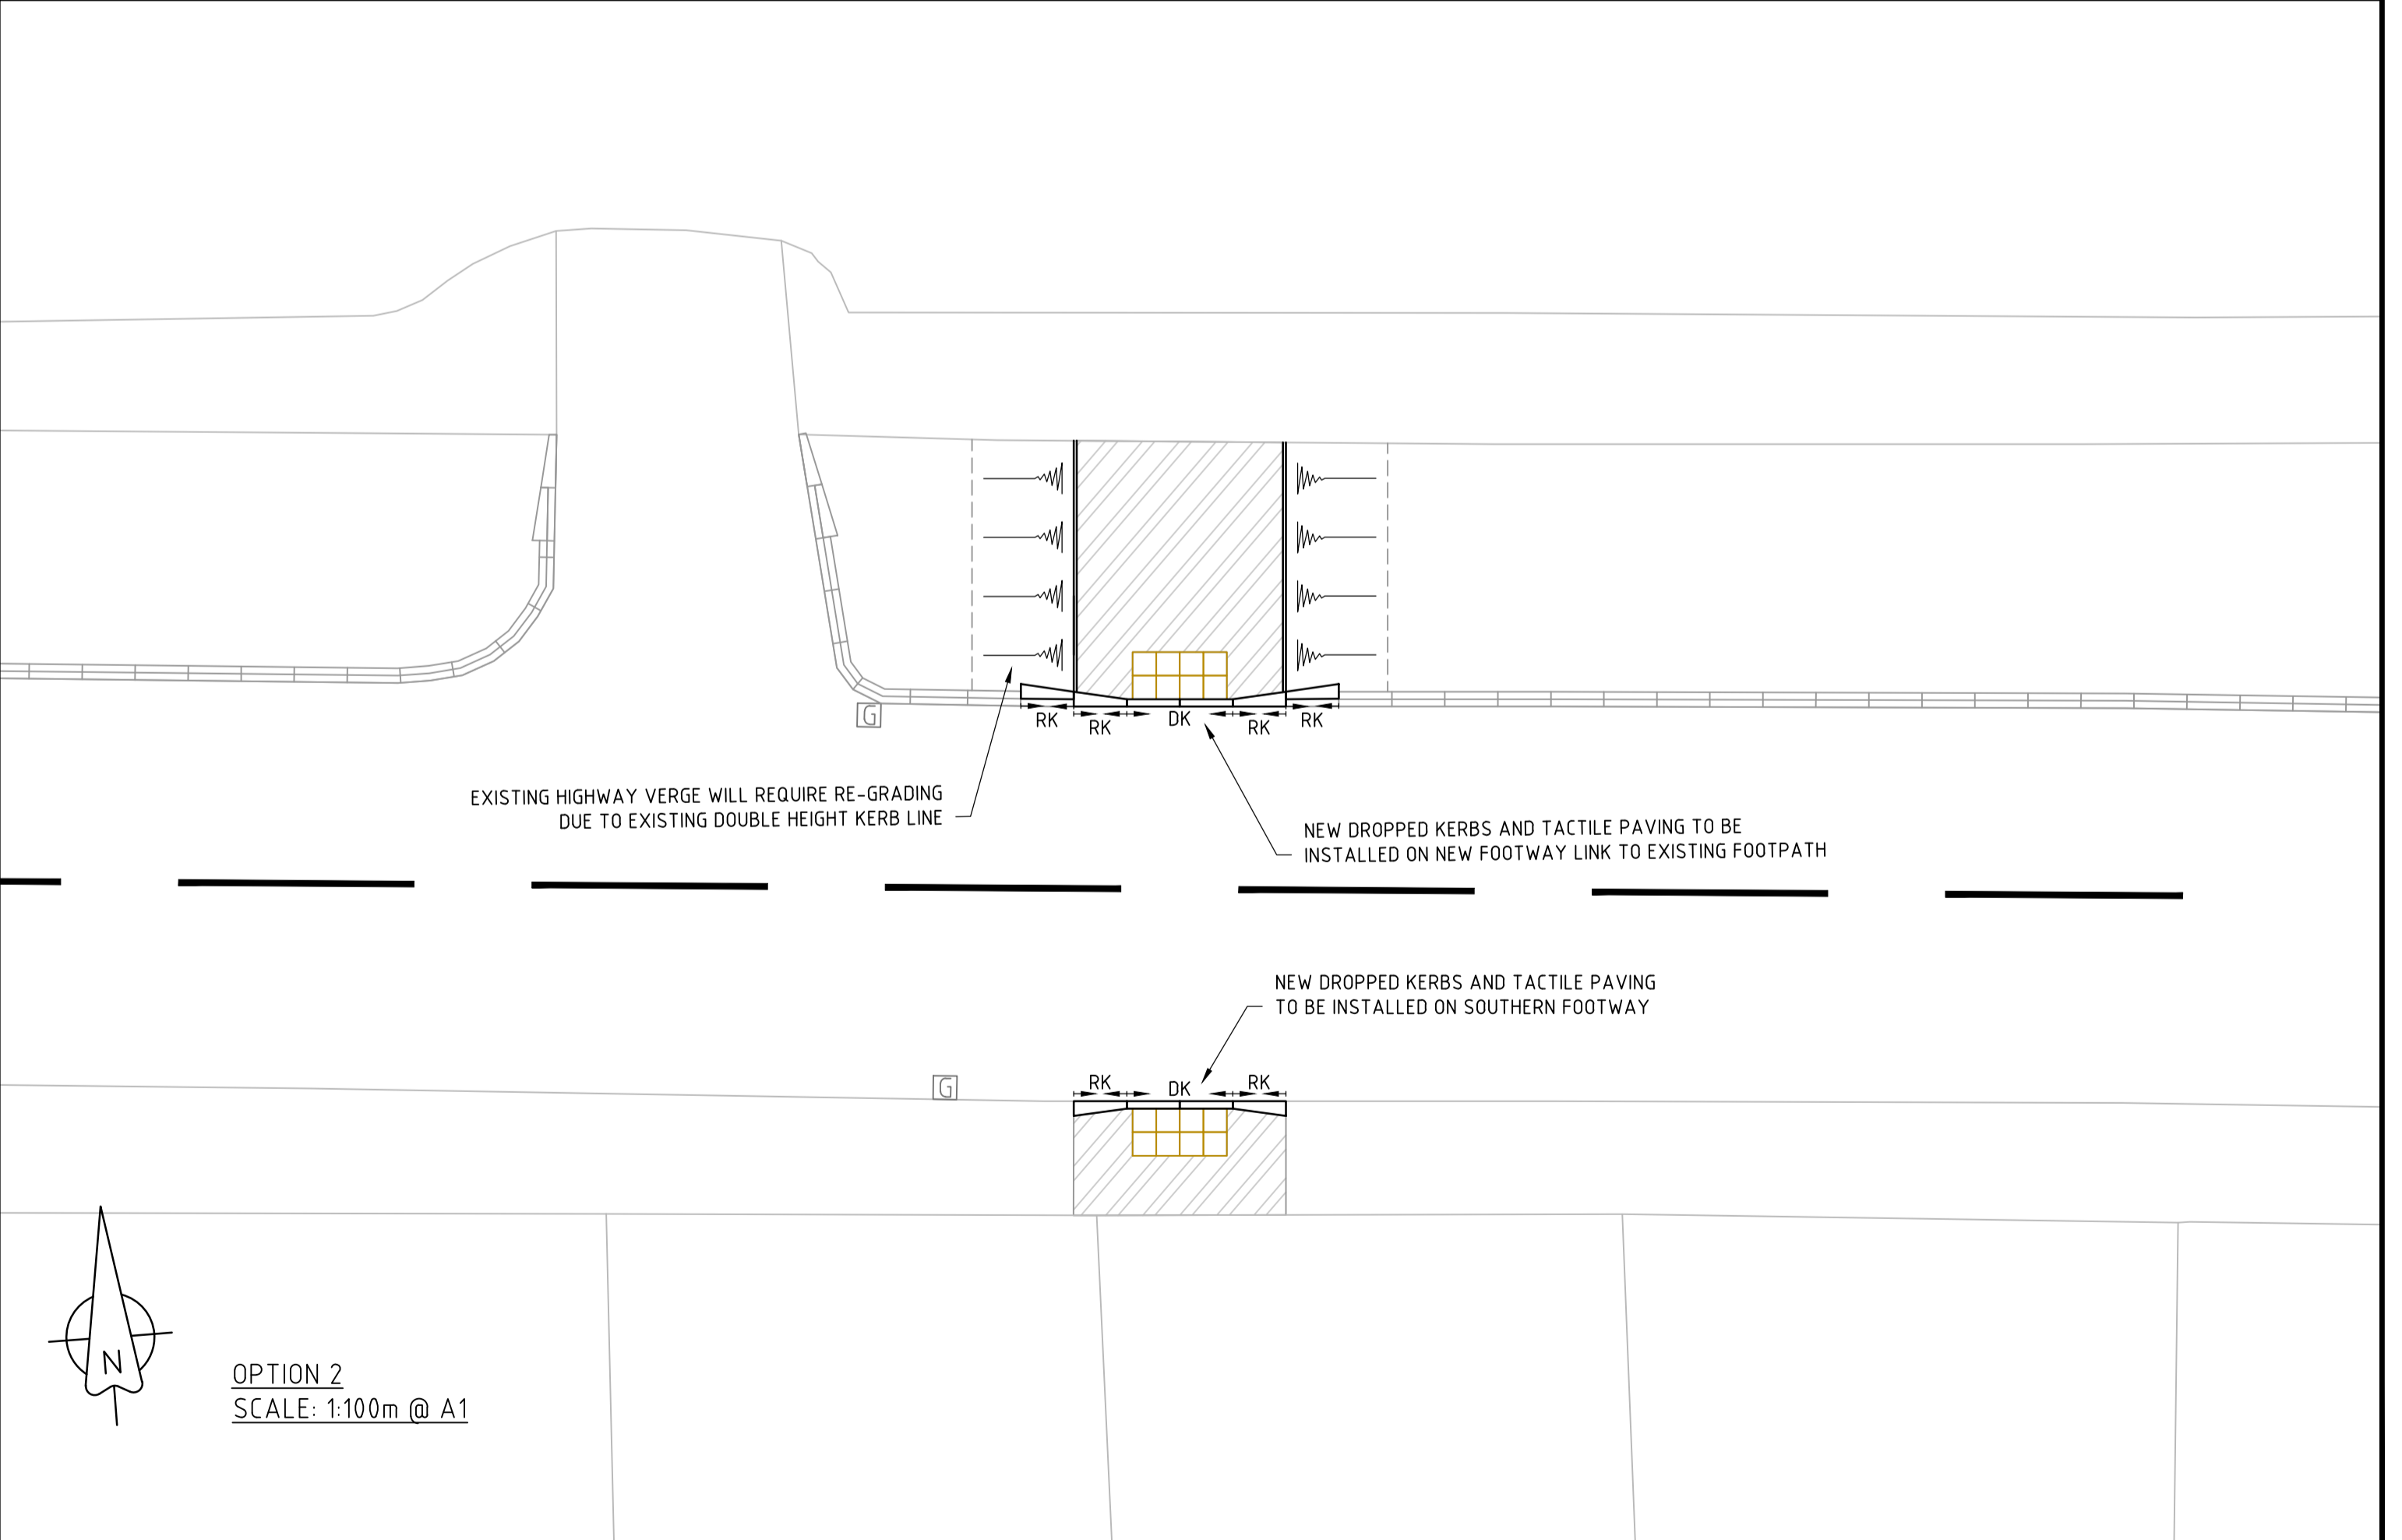 G
RK
RK
DK
RK
RK
EXISTING HIGHWAY VERGE WILL REQUIRE RE-GRADING
DUE TO EXISTING DOUBLE HEIGHT KERB LINE
NEW DROPPED KERBS AND TACTILE PAVING TO BE
INSTALLED ON NEW FOOTWAY LINK TO EXISTING FOOTPATH
NEW DROPPED KERBS AND TACTILE PAVING
TO BE INSTALLED ON SOUTHERN FOOTWAY
G
RK
DK
RK
N
OPTION 2
SCALE: 1:100m @ A1